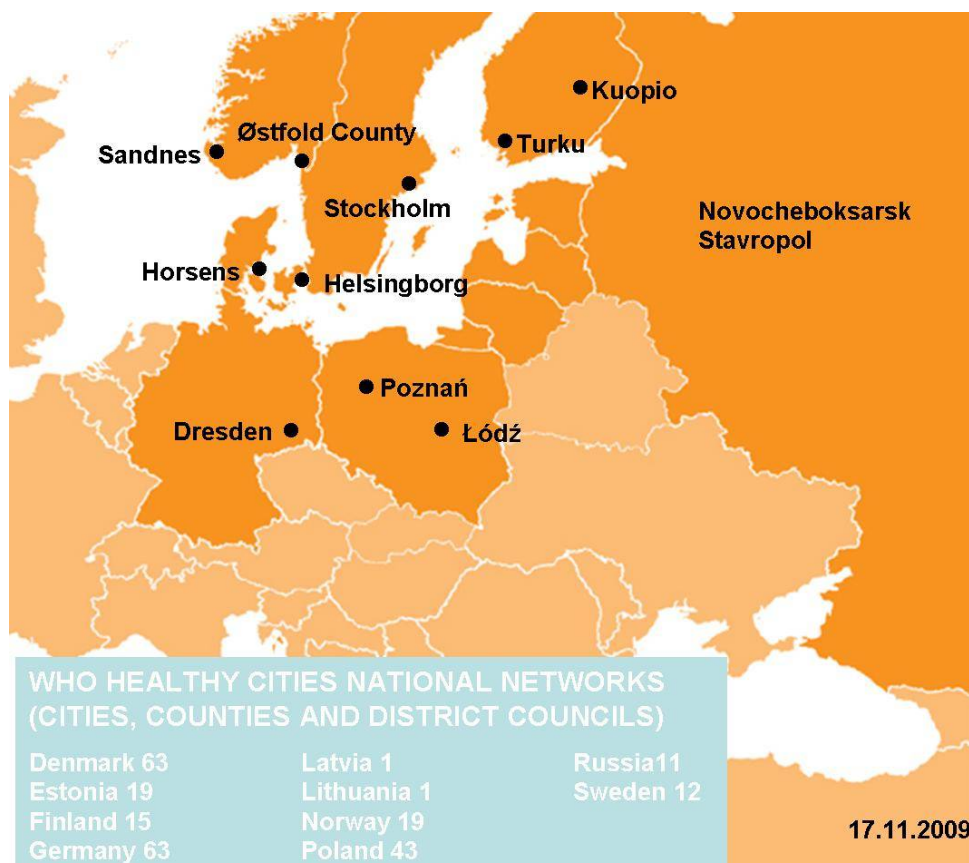 Kuopio
Østfold County
Turku
Sandnes
Stockholm
Novocheboksarsk
Stavropol
Horsens
Helsingborg
Poznań
Dresden
Łódź
WHO HEALTHY CITIES NATIONAL NETWORKS
(CITIES, COUNTIES AND DISTRICT COUNCILS)
Denmark 63
Estonia 19
Finland 15
Germany 63
Latvia 1
Lithuania 1
Norway 19
Poland 43
Russia11
Sweden 12
17.11.2009